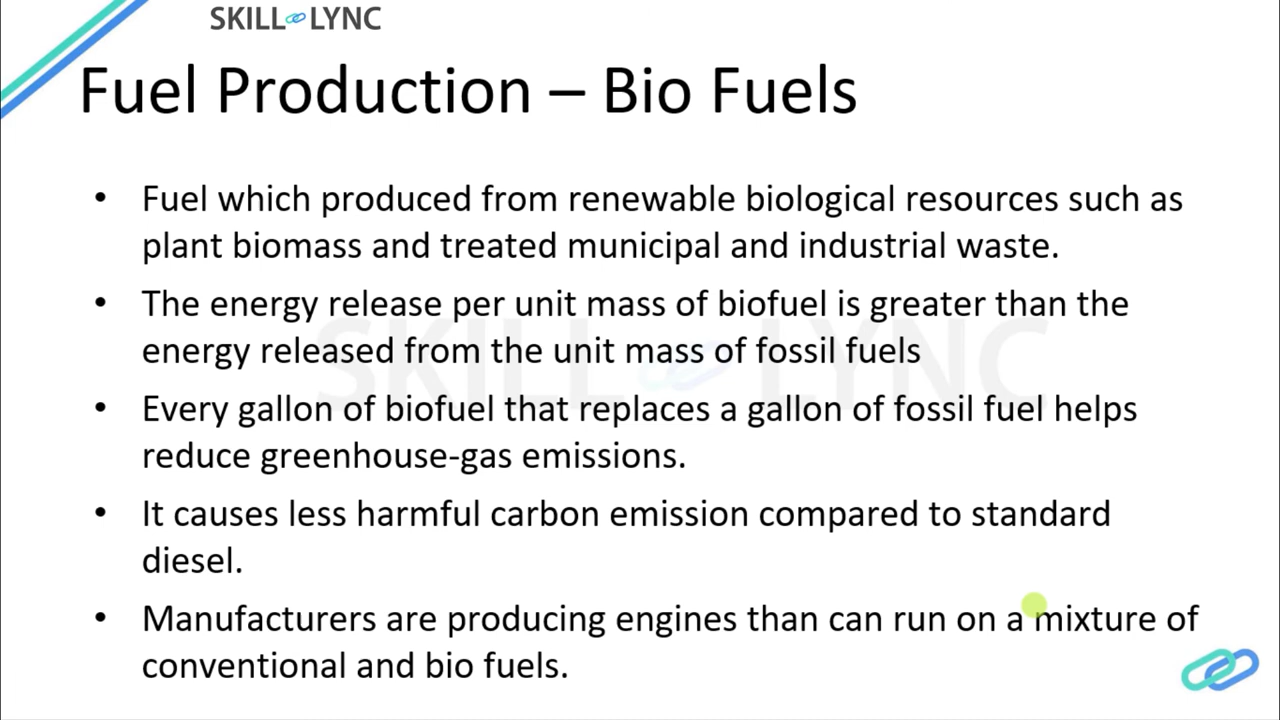 SKILL LYNC
Fuel Production – Bio Fuels
• Fuel which produced from renewable biological resources such as
plant biomass and treated municipal and industrial waste.
• The energy release per unit mass of biofuel is greater than the
energy released from the unit mass of fossil fuels
• Every gallon of biofuel that replaces a gallon of fossil fuel helps
reduce greenhouse-gas emissions.
• It causes less harmful carbon emission compared to standard
diesel.
• Manufacturers are producing engines than can run on a mixture of
conventional and bio fuels.
SKILL LYNC